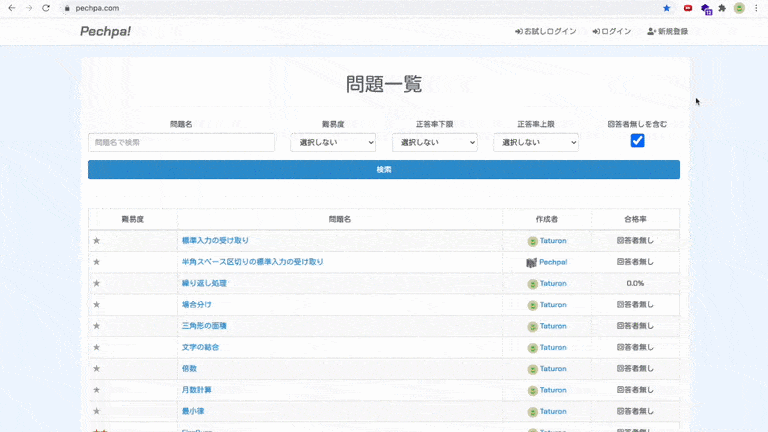 pechpa.com
12
Pechpa!
お試しログイン ログイン 新規登録
問題一覧
問題名 難易度 正答率下限 正答率上限 回答者無しを含む
問題名で検索 選択しない 選択しない 選択しない
検索
難易度 問題名 作成者 合格率
★ 標準入力の受け取り Taturon 回答者無し
★ 半角スペース区切りの標準入力の受け取り Pechpa! 回答者無し
★ 繰り返し処理 Taturon 0.0%
★ 場合分け Taturon 回答者無し
★ 三角形の面積 Taturon 回答者無し
★ 文字の結合 Taturon 回答者無し
★ 倍数 Taturon 回答者無し
★ 月数計算 Taturon 回答者無し
★ 最小値 Taturon 回答者無し